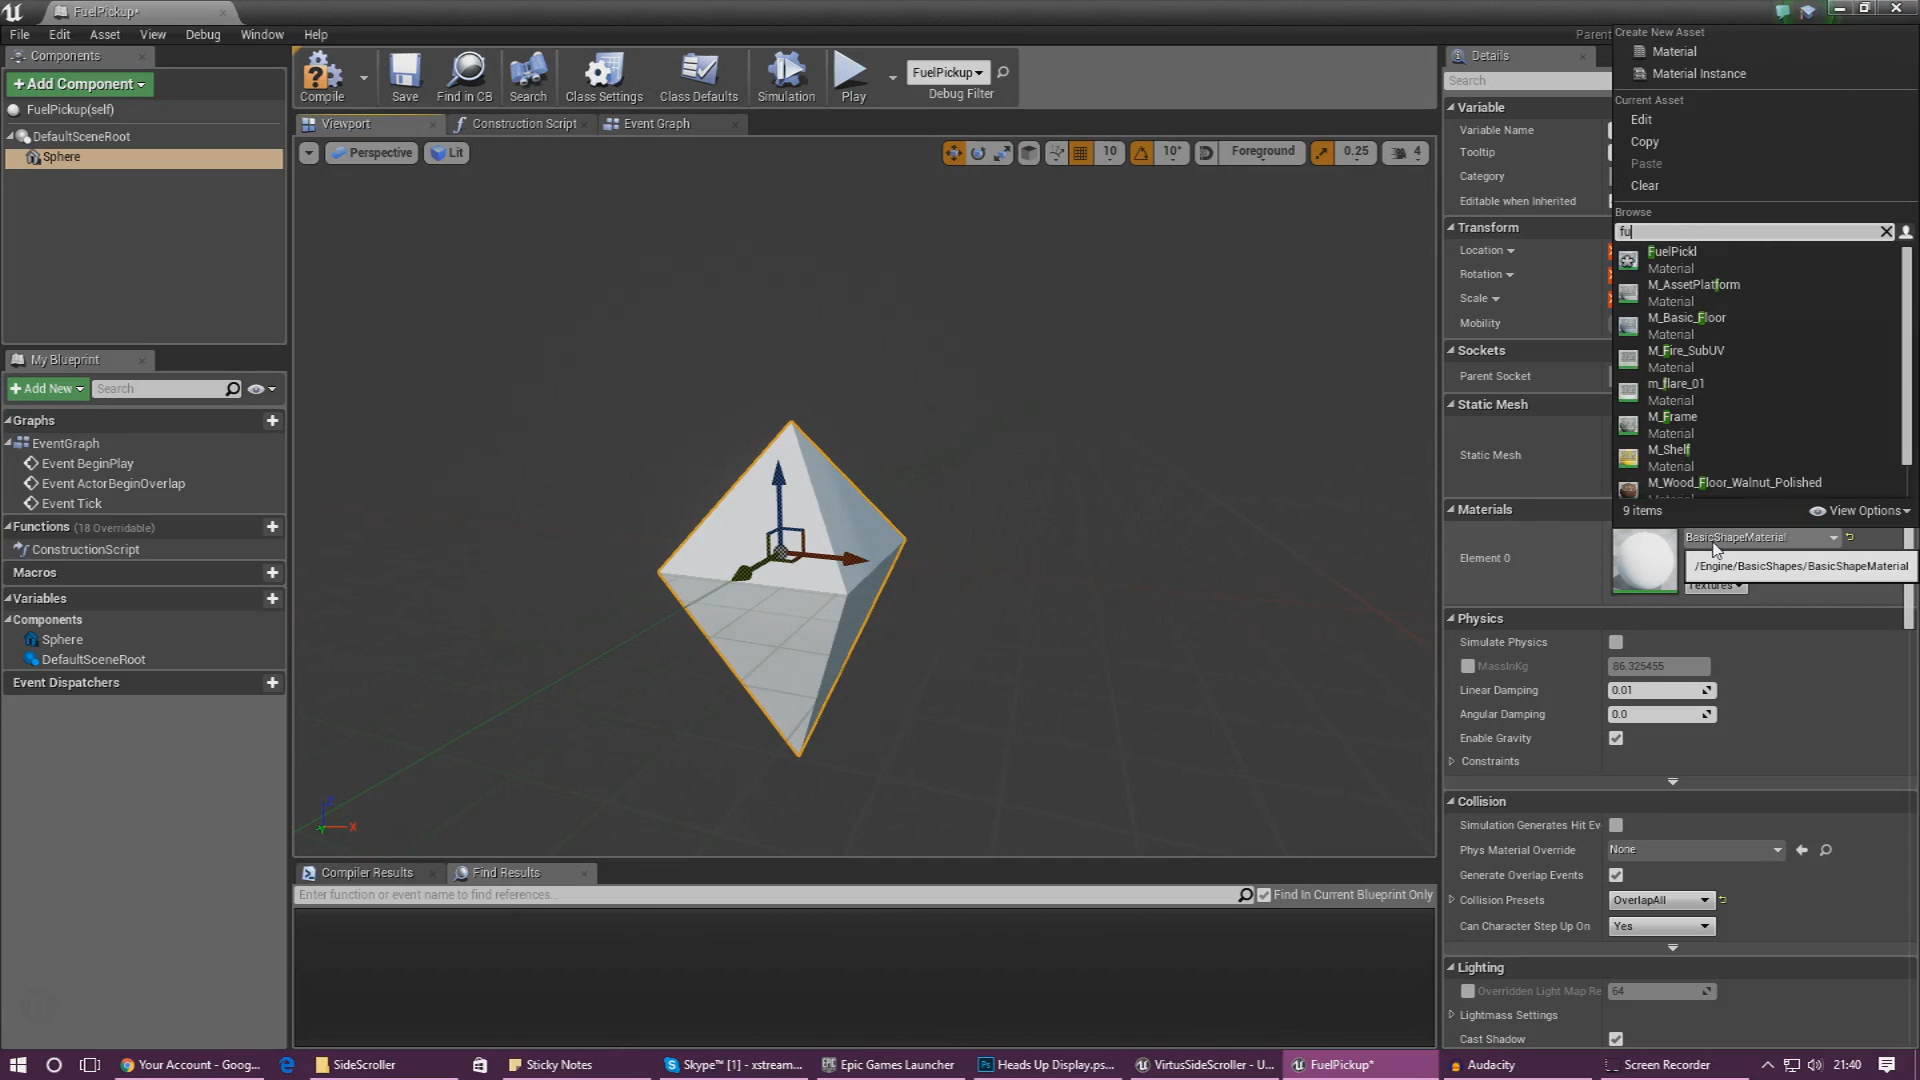 FuelPickup*
File Edit Asset View Debug Window Help
Parent
Components
+Add Component
FuelPickup(self)
DefaultSceneRoot
Sphere
Compile
Save
Find in CB
Search
Class Settings
Class Defaults
Simulation
Play
FuelPickup
Debug Filter
Viewport
Construction Script
Event Graph
Perspective
Lit
10
10°
Foreground
0.25
4
My Blueprint
+Add New
Search
Graphs
EventGraph
Event BeginPlay
Event ActorBeginOverlap
Event Tick
Functions (18 Overridable)
ConstructionScript
Macros
Variables
Components
Sphere
DefaultSceneRoot
Event Dispatchers
Z
X
Y
Compiler Results
Find Results
Enter function or event name to find references...
Find In Current Blueprint Only
Details
Search
Variable
Variable Name
Tooltip
Category
Editable when Inherited
Transform
Location
Rotation
Scale
Mobility
Sockets
Parent Socket
Static Mesh
Static Mesh
Materials
Element 0
BasicShapeMaterial
/Engine/BasicShapes/BasicShapeMaterial
Textures
Physics
Simulate Physics
MassInKg 86.325455
Linear Damping 0.01
Angular Damping 0.0
Enable Gravity
Constraints
Collision
Simulation Generates Hit Ev
Phys Material Override None
Generate Overlap Events
Collision Presets OverlapAll
Can Character Step Up On Yes
Lighting
Overridden Light Map Re 64
Lightmass Settings
Cast Shadow
Create New Asset
Material
Material Instance
Current Asset
Edit
Copy
Paste
Clear
Browse
fu
FuelPickl
Material
M_AssetPlatform
Material
M_Basic_Floor
Material
M_Fire_SubUV
Material
m_flare_01
Material
M_Frame
Material
M_Shelf
Material
M_Wood_Floor_Walnut_Polished
Material
9 items
View Options
Your Account - Goog...
SideScroller
Sticky Notes
Skype™ [1] - xstream...
Epic Games Launcher
Heads Up Display.ps...
VirtusSideScroller - U...
FuelPickup*
Audacity
Screen Recorder
21:40